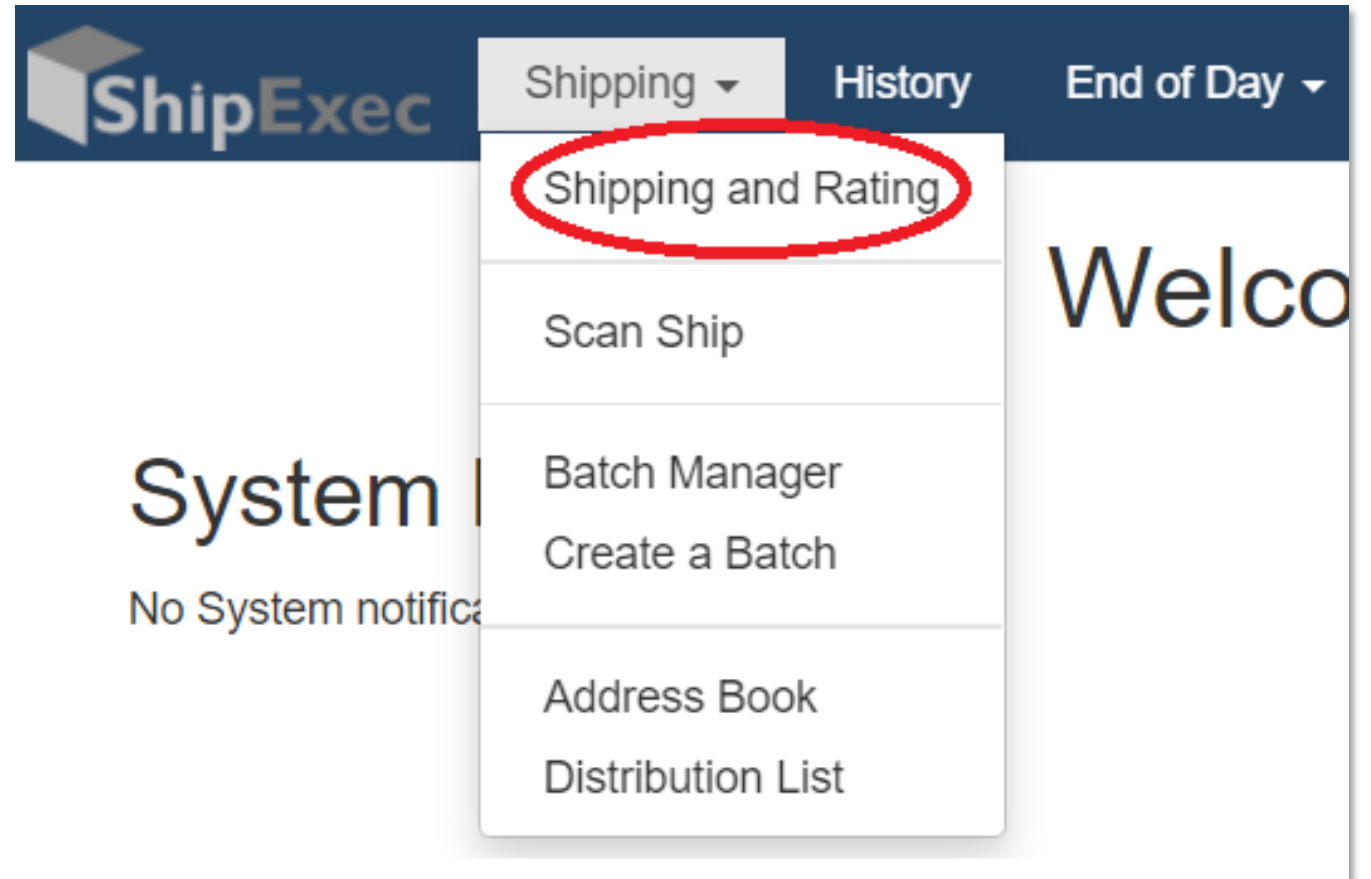 ShipExec
Shipping
History
End of Day
Shipping and Rating
Scan Ship
Batch Manager
Create a Batch
Address Book
Distribution List
Welco
System
No System notifica